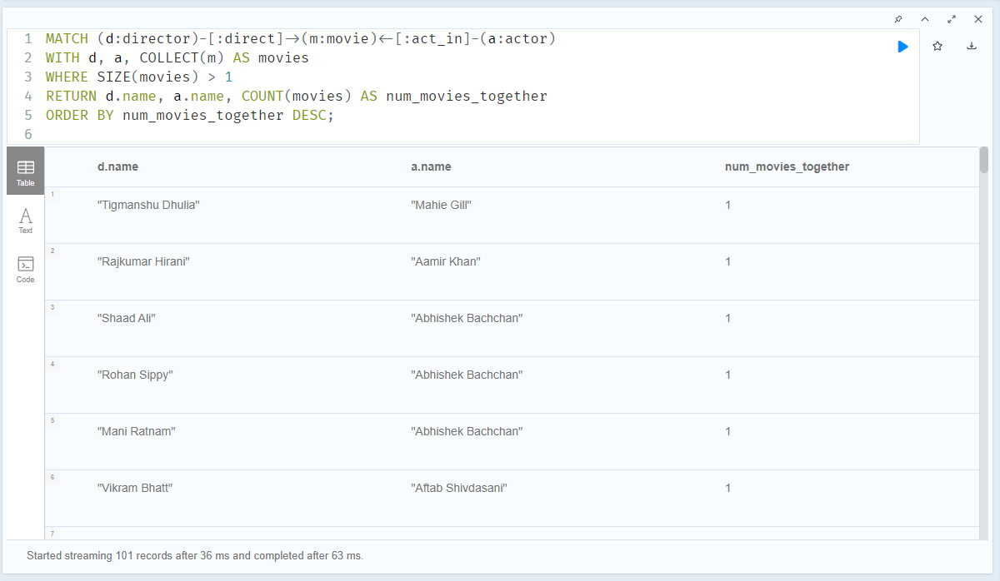 1 MATCH (d:director)-[:direct]→(m:movie)←[:act_in]-(a:actor)
2 WITH d, a, COLLECT(m) AS movies
3 WHERE SIZE(movies) > 1
4 RETURN d.name, a.name, COUNT(movies) AS num_movies_together
5 ORDER BY num_movies_together DESC;
6
Table
Text
Code
d.name a.name num_movies_together
1 "Tigmanshu Dhulia" "Mahie Gill" 1
2 "Rajkumar Hirani" "Aamir Khan" 1
3 "Shaad Ali" "Abhishek Bachchan" 1
4 "Rohan Sippy" "Abhishek Bachchan" 1
5 "Mani Ratnam" "Abhishek Bachchan" 1
6 "Vikram Bhatt" "Aftab Shivdasani" 1
7
Started streaming 101 records after 36 ms and completed after 63 ms.